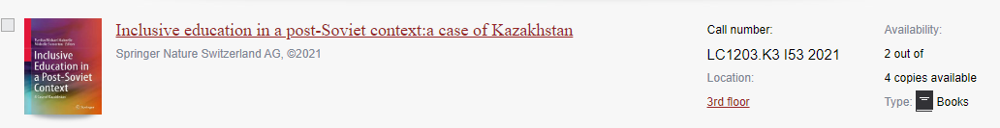 Inclusive education in a post-Soviet context:a case of Kazakhstan
Springer Nature Switzerland AG, ©2021
Inclusive
Education in
a Post-Soviet
Context
Call number:
LC1203.K3 I53 2021
Location:
3rd floor
Availability:
2 out of
4 copies available
Type: Books